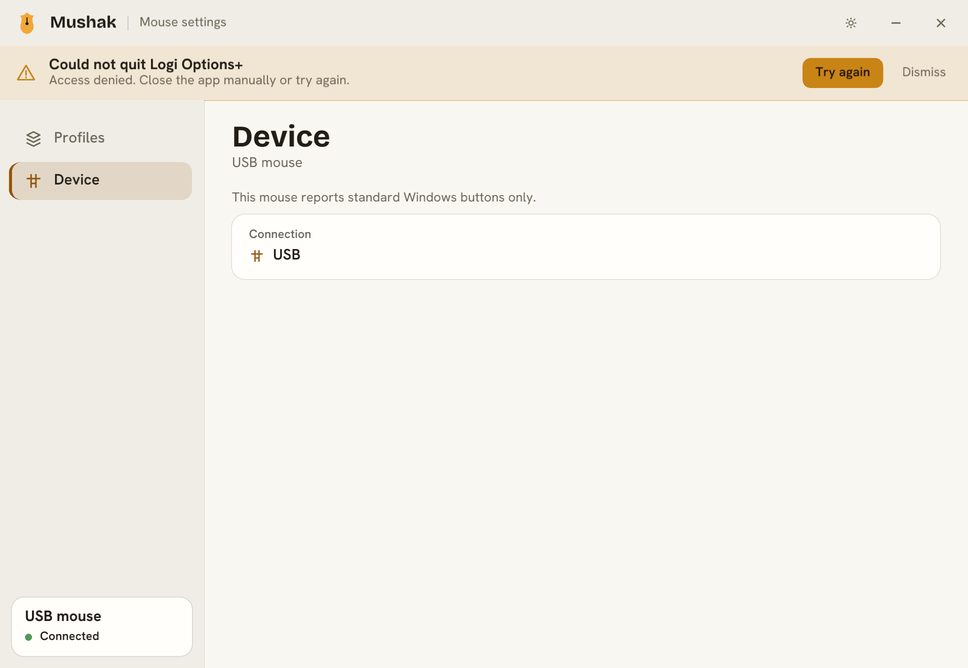 Mushak
Mouse settings
Could not quit Logi Options+
Access denied. Close the app manually or try again.
Try again
Dismiss
Profiles
Device
Device
USB mouse
This mouse reports standard Windows buttons only.
Connection
USB
USB mouse
Connected